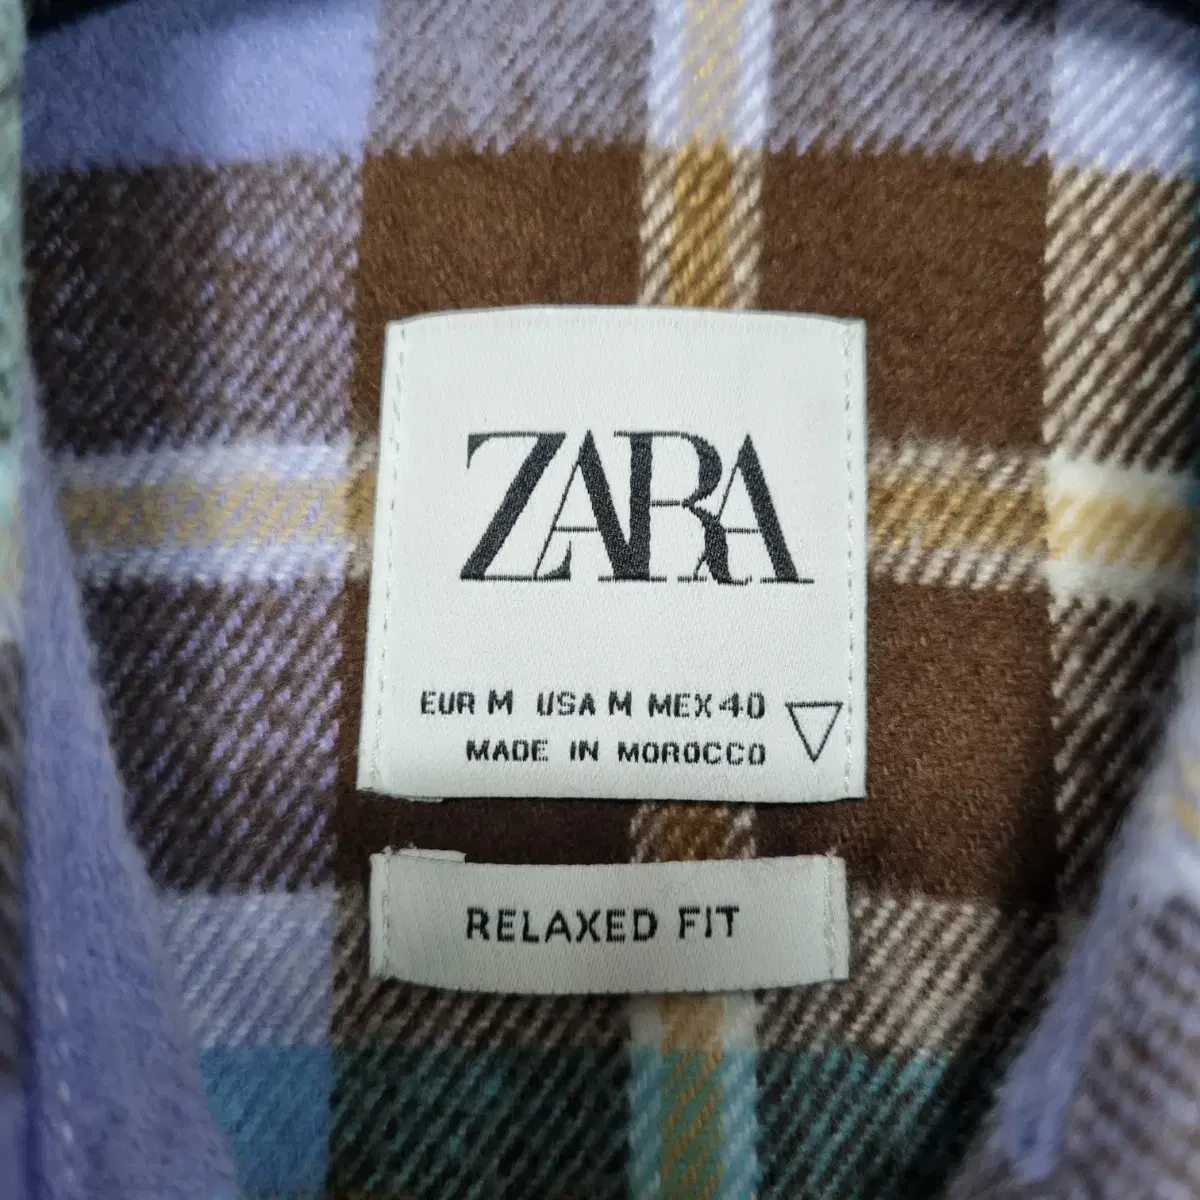 ZARA
EUR M USA M MEX 40
MADE IN MOROCCO
RELAXED FIT